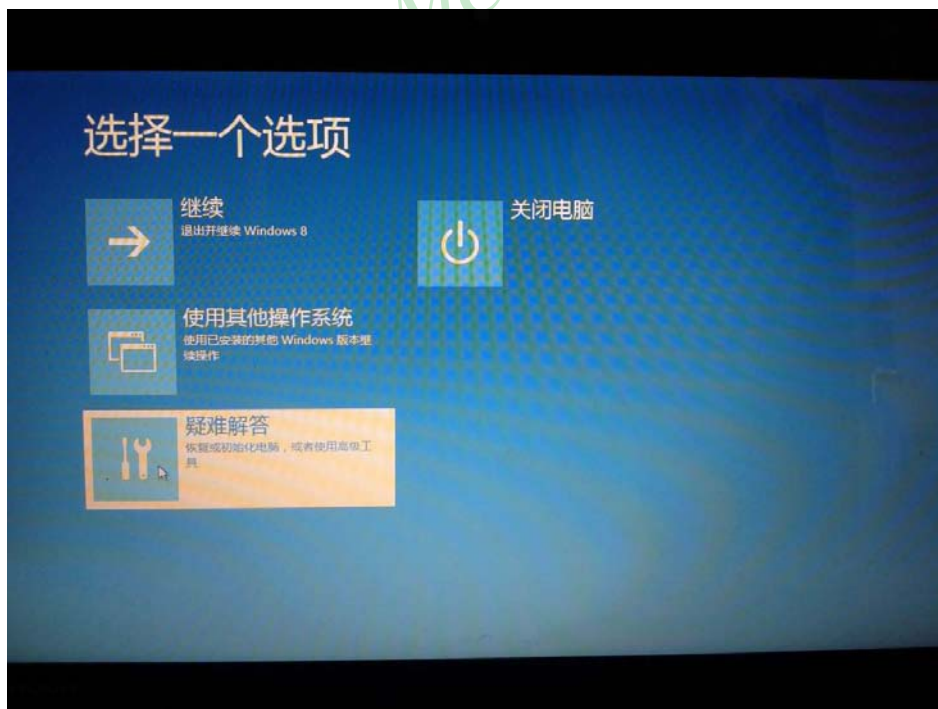 选择一个选项
继续
退出并继续 Windows 8
关闭电脑
使用其他操作系统
使用已安装的其他 Windows 版本继
续操作
疑难解答
恢复或初始化电脑，或者使用高级工
具